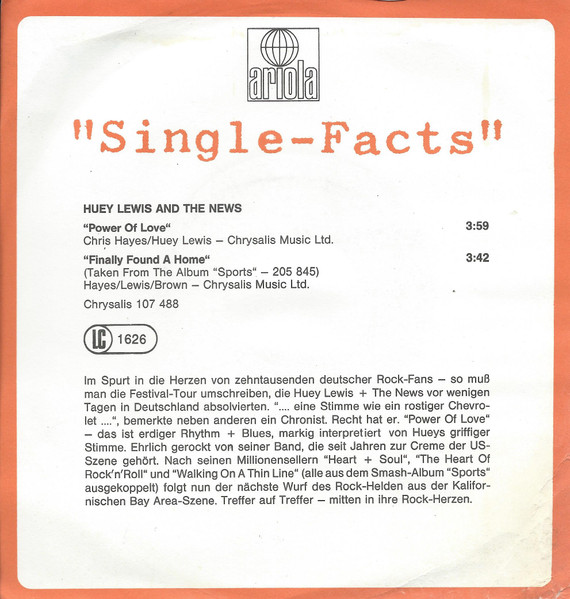 ariola
"Single-Facts"
HUEY LEWIS AND THE NEWS
“Power Of Love“ 3:59
Chris Hayes/Huey Lewis – Chrysalis Music Ltd.
“Finally Found A Home“ 3:42
(Taken From The Album “Sports“ – 205 845)
Hayes/Lewis/Brown – Chrysalis Music Ltd.
Chrysalis 107 488
LC 1626
Im Spurt in die Herzen von zehntausenden deutscher Rock-Fans – so muß
man die Festival-Tour umschreiben, die Huey Lewis + The News vor wenigen
Tagen in Deutschland absolvierten. “.... eine Stimme wie ein rostiger Chevro-
let ....“, bemerkte neben anderen ein Chronist. Recht hat er. “Power Of Love“
– das ist erdiger Rhythm + Blues, markig interpretiert von Hueys griffiger
Stimme. Ehrlich gerockt von seiner Band, die seit Jahren zur Creme der US-
Szene gehört. Nach seinen Millionensellern “Heart + Soul“, “The Heart Of
Rock’n’Roll“ und “Walking On A Thin Line“ (alle aus dem Smash-Album “Sports“
ausgekoppelt) folgt nun der nächste Wurf des Rock-Helden aus der Kalifor-
nischen Bay Area-Szene. Treffer auf Treffer – mitten in ihre Rock-Herzen.